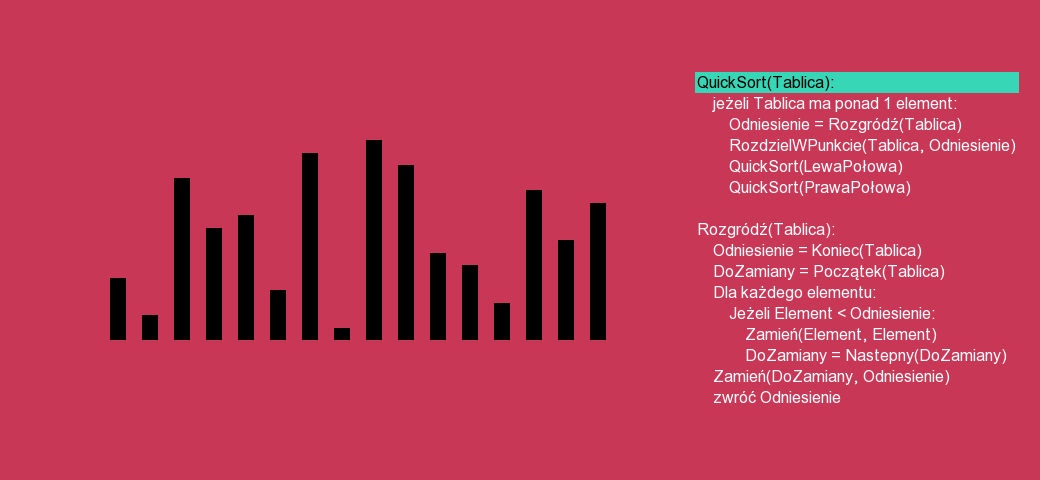 QuickSort(Tablica):
jeżeli Tablica ma ponad 1 element:
Odniesienie = Rozgródź(Tablica)
RozdzielWPunkcie(Tablica, Odniesienie)
QuickSort(LewaPołowa)
QuickSort(PrawaPołowa)
Rozgródź(Tablica):
Odniesienie = Koniec(Tablica)
DoZamiany = Początek(Tablica)
Dla każdego elementu:
Jeżeli Element < Odniesienie:
Zamień(Element, Element)
DoZamiany = Nastepny(DoZamiany)
Zamień(DoZamiany, Odniesienie)
zwróć Odniesienie